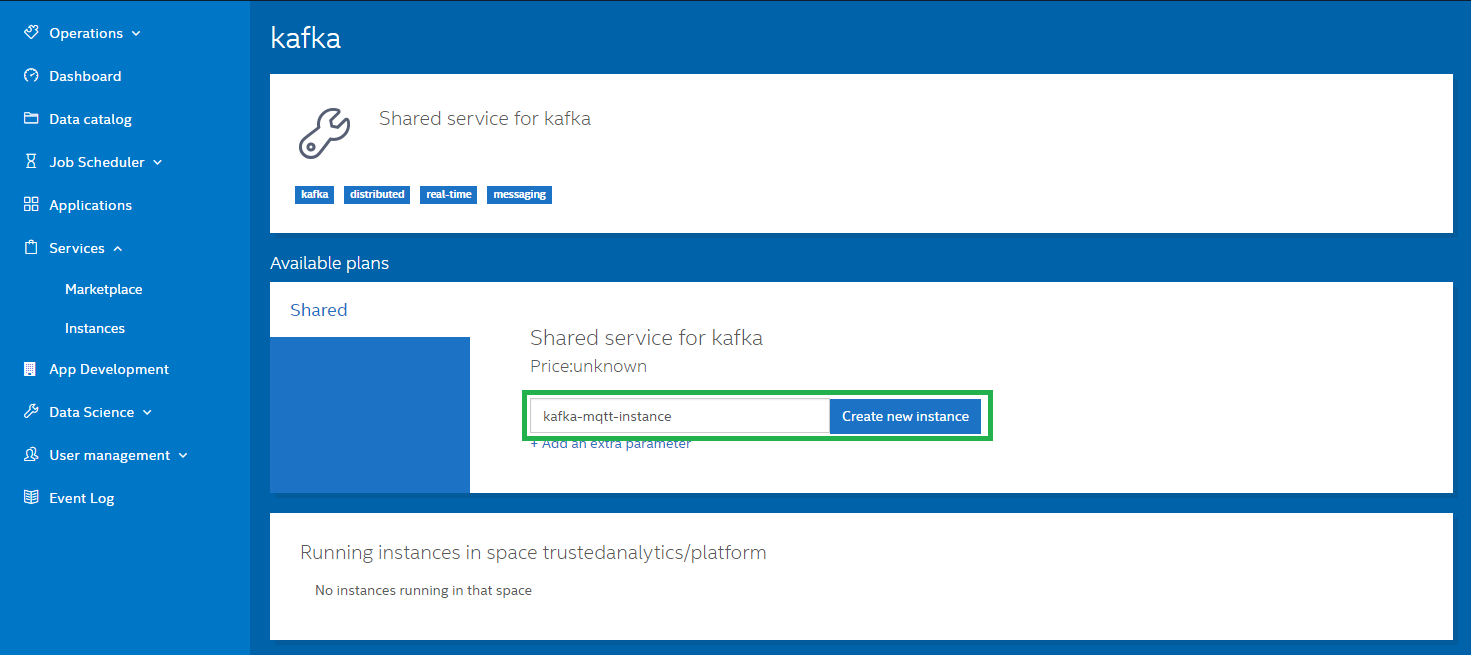 Operations
Dashboard
Data catalog
Job Scheduler
Applications
Services
Marketplace
Instances
App Development
Data Science
User management
Event Log
kafka
Shared service for kafka
kafka distributed real-time messaging
Available plans
Shared
Shared service for kafka
Price:unknown
kafka-mqtt-instance Create new instance
+ Add an extra parameter
Running instances in space trustedanalytics/platform
No instances running in that space